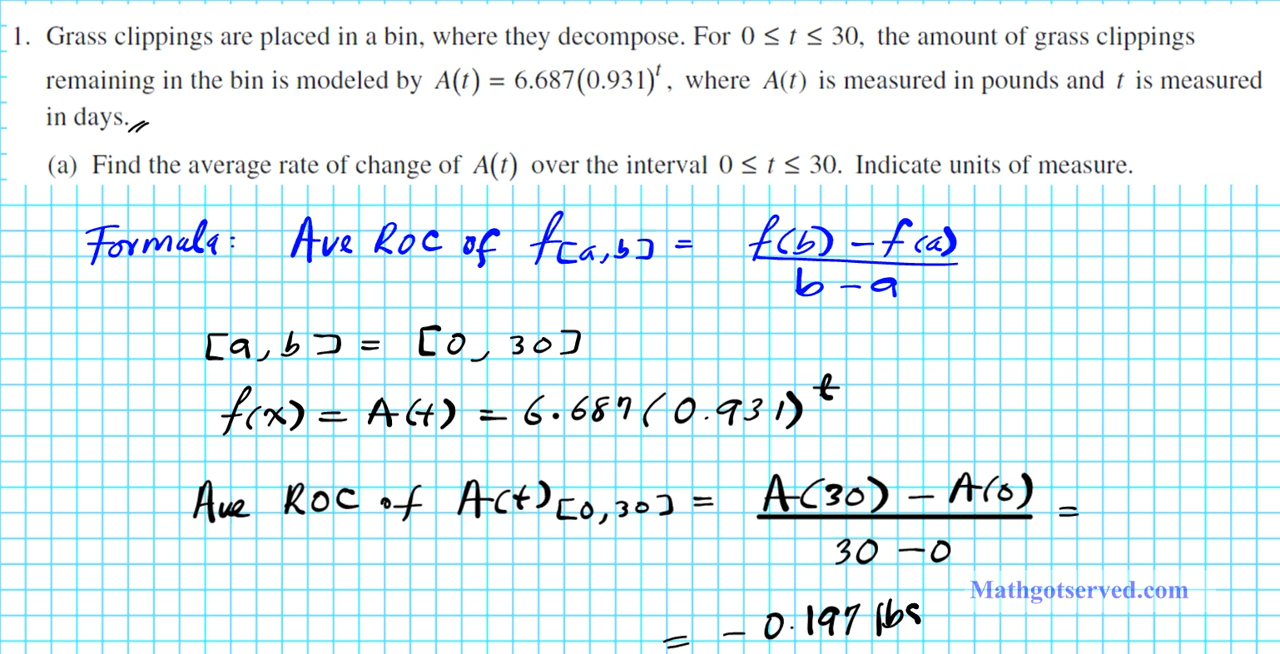 1. Grass clippings are placed in a bin, where they decompose. For 0 ≤ t ≤ 30, the amount of grass clippings
remaining in the bin is modeled by A(t) = 6.687(0.931)^t, where A(t) is measured in pounds and t is measured
in days.
(a) Find the average rate of change of A(t) over the interval 0 ≤ t ≤ 30. Indicate units of measure.
Formula: Ave ROC of f[a,b] = f(b) - f(a) / b - a
[a, b] = [0, 30]
f(x) = A(t) = 6.687(0.931)^t
Ave ROC of A(t)[0,30] = A(30) - A(0) / 30 - 0 =
Mathgotserved.com
= - 0.197 lbs